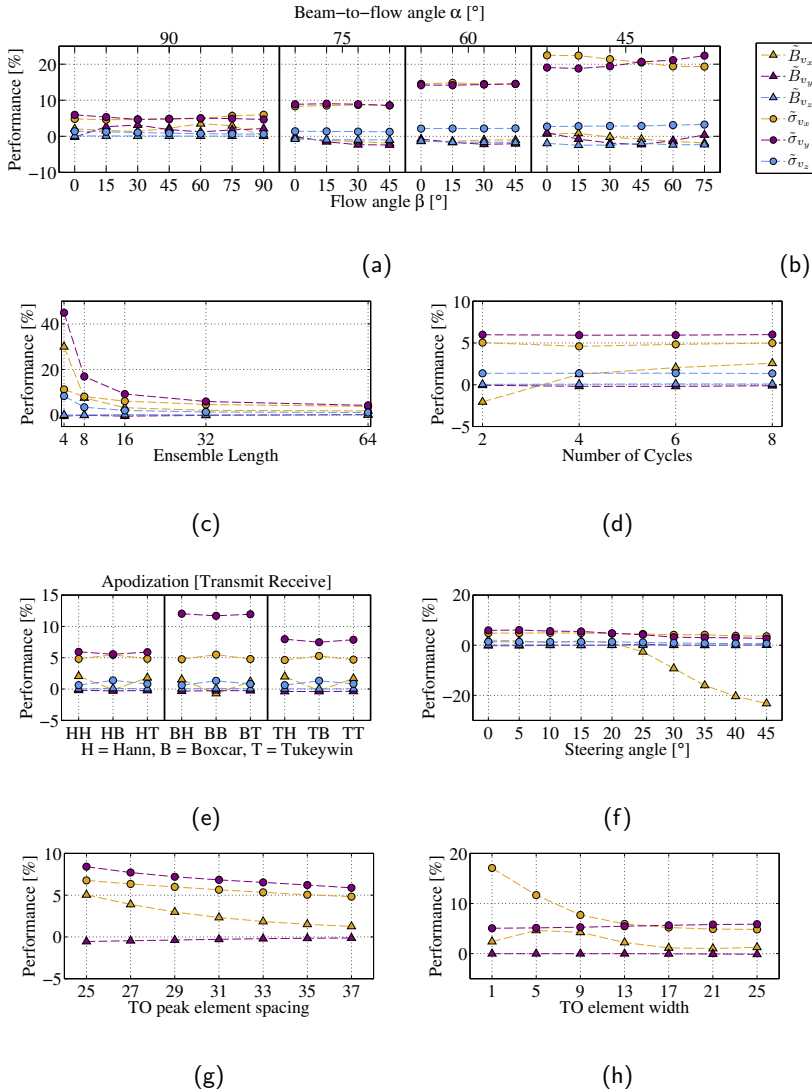 Beam−to−flow angle α [°]
90 75 60 45
Performance [%]
20
10
0
−10
0 15 30 45 60 75 90 0 15 30 45 0 15 30 45 0 15 30 45 60 75
Flow angle β [°]
B̃vx
B̃vy
B̃vz
σ̃vx
σ̃vy
σ̃vz
(a)
(b)
Performance [%]
40
20
0
4 8 16 32 64
Ensemble Length
(c)
Performance [%]
10
5
0
−5
2 4 6 8
Number of Cycles
(d)
Apodization [Transmit Receive]
Performance [%]
15
10
5
0
−5
HH HB HT BH BB BT TH TB TT
H = Hann, B = Boxcar, T = Tukeywin
(e)
Performance [%]
20
0
−20
0 5 10 15 20 25 30 35 40 45
Steering angle [°]
(f)
Performance [%]
10
5
0
−5
25 27 29 31 33 35 37
TO peak element spacing
(g)
Performance [%]
20
10
0
1 5 9 13 17 21 25
TO element width
(h)